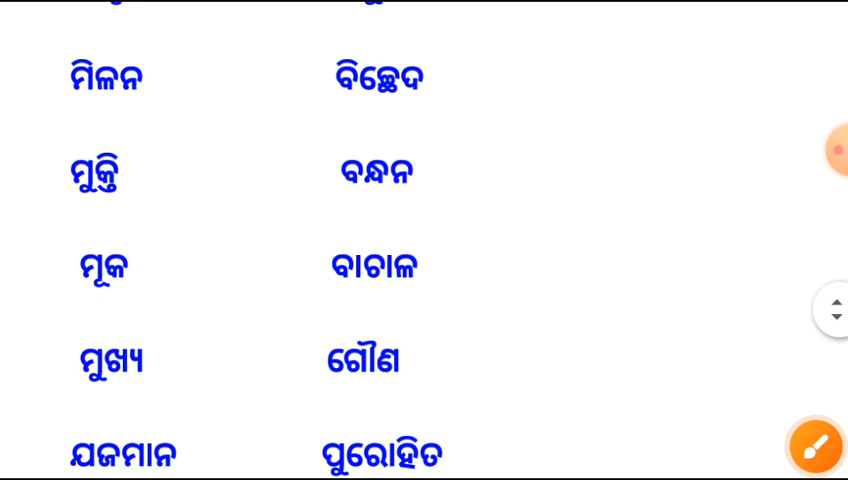 ମିଳନ ବିଚ୍ଛେଦ
ମୁକ୍ତି ବନ୍ଧନ
ମୂକ ବାଚାଳ
ମୁଖ୍ୟ ଗୌଣ
ଯଜମାନ ପୁରୋହିତ